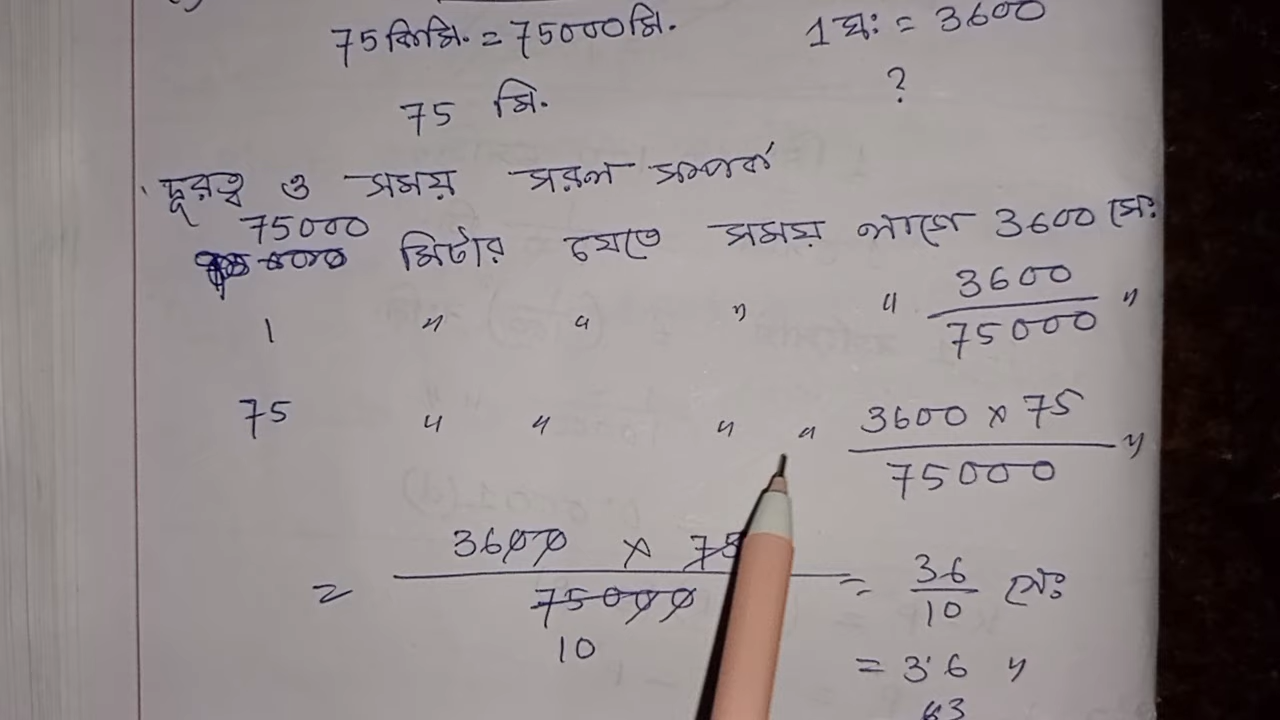 75 কিমি. = 75000 মি. 1 ঘঃ = 3600
75 মি. ?
দূরত্ব ও সময় সরল সম্পর্ক
75000 মিটার যেতে সময় লাগে 3600 সেঃ
1 " " " " 3600/75000 "
75 " " " " 3600 × 75/75000 "
= 3600 × 75/75000 = 36/10 সেঃ
10
= 3.6 "